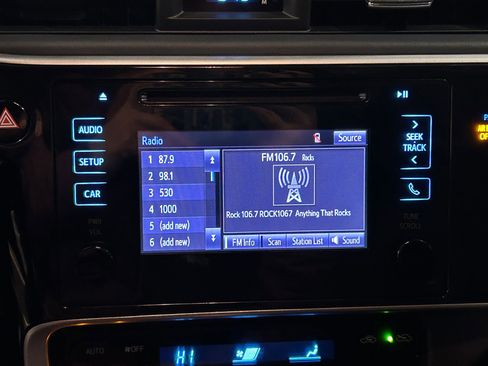 M
AUDIO
SETUP
CAR
PWR
VOL
Radio
Source
1 87.9
2 98.1
3 530
4 1000
5 (add new)
6 (add new)
FM106.7 Rocks
Rock 106.7 ROCK1067 Anything That Rocks
FM Info
Scan
Station List
Sound
SEEK
TRACK
TUNE
SCROLL
AUTO
OFF
HI